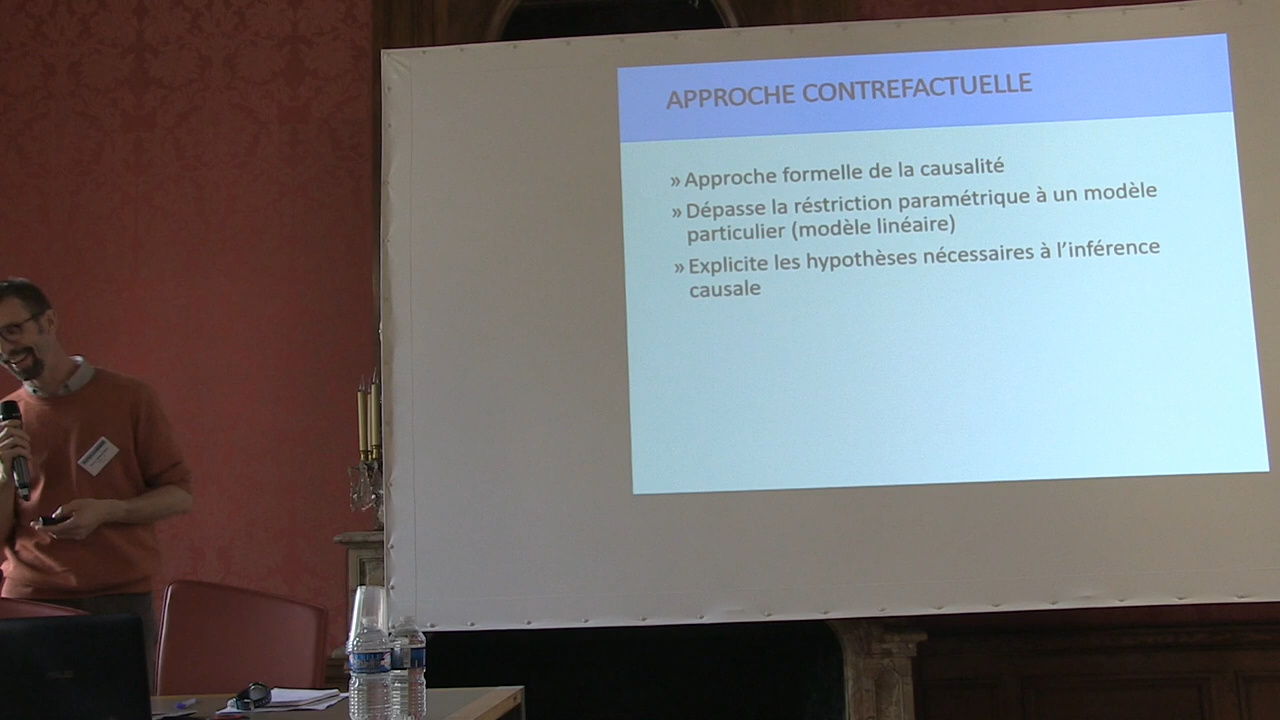 APPROCHE CONTREFACTUELLE
» Approche formelle de la causalité
» Dépasse la réstriction paramétrique à un modèle
particulier (modèle linéaire)
» Explicite les hypothèses nécessaires à l’inférence
causale